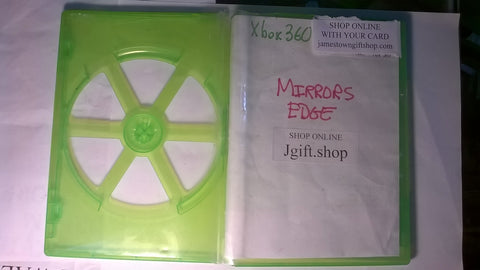 Xbox 360
SHOP ONLINE
WITH YOUR CARD
jamestowngiftshop.com
MIRRORS
EDGE
SHOP ONLINE
Jgift.shop